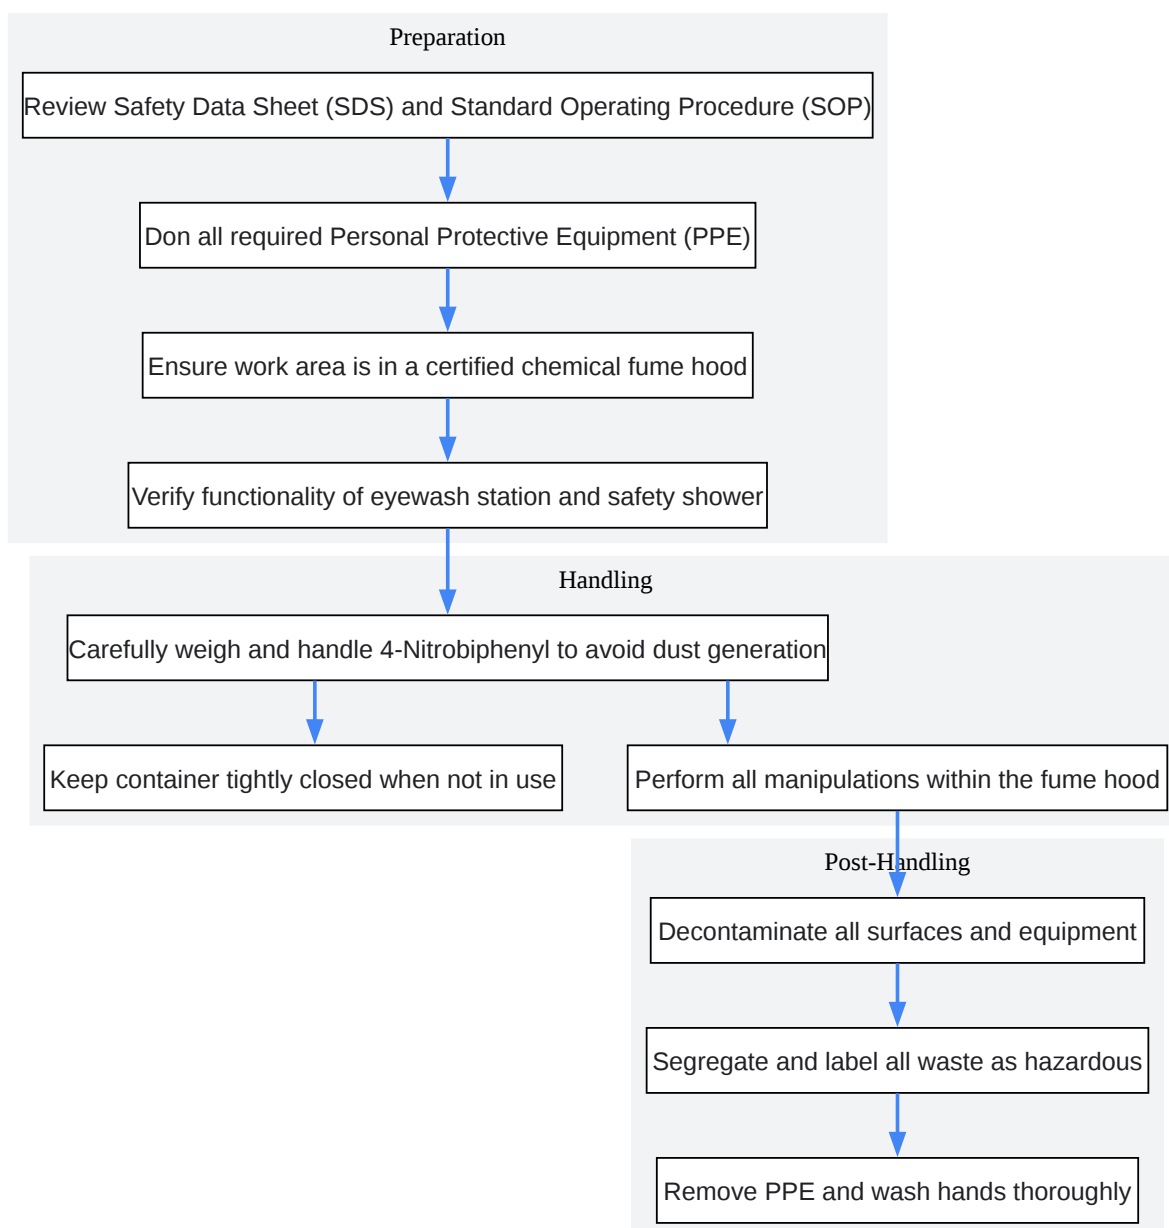 Preparation
Review Safety Data Sheet (SDS) and Standard Operating Procedure (SOP)
Don all required Personal Protective Equipment (PPE)
Ensure work area is in a certified chemical fume hood
Verify functionality of eyewash station and safety shower
Handling
Carefully weigh and handle 4-Nitrobiphenyl to avoid dust generation
Keep container tightly closed when not in use
Perform all manipulations within the fume hood
Post-Handling
Decontaminate all surfaces and equipment
Segregate and label all waste as hazardous
Remove PPE and wash hands thoroughly